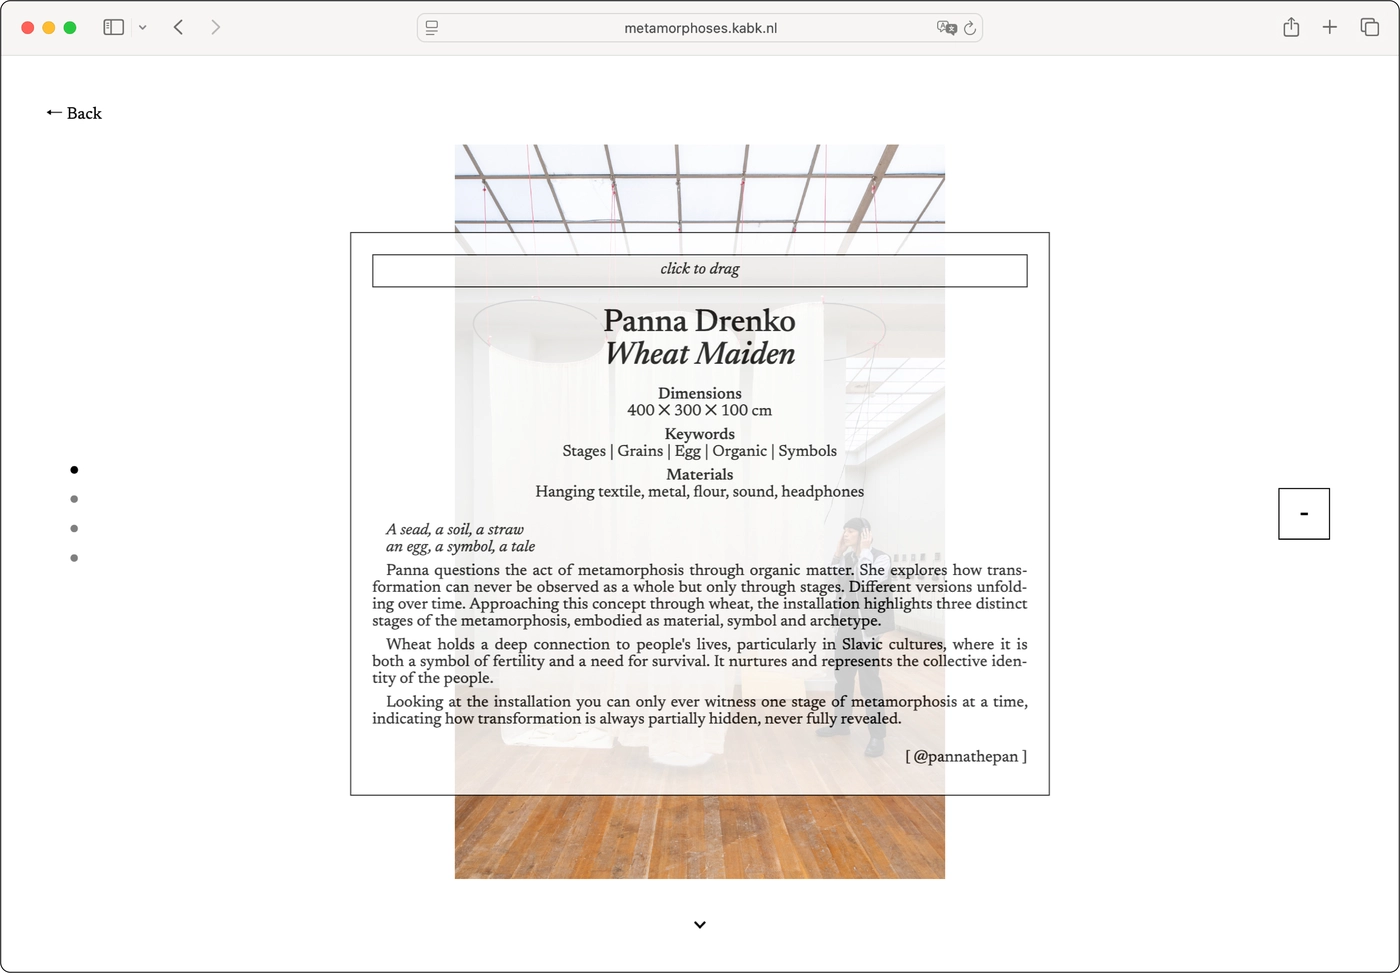 metamorphoses.kabk.nl
← Back
click to drag
Panna Drenko
Wheat Maiden
Dimensions
400 × 300 × 100 cm
Keywords
Stages | Grains | Egg | Organic | Symbols
Materials
Hanging textile, metal, flour, sound, headphones
A sead, a soil, a straw
an egg, a symbol, a tale
Panna questions the act of metamorphosis through organic matter. She explores how trans-
formation can never be observed as a whole but only through stages. Different versions unfold-
ing over time. Approaching this concept through wheat, the installation highlights three distinct
stages of the metamorphosis, embodied as material, symbol and archetype.
Wheat holds a deep connection to people's lives, particularly in Slavic cultures, where it is
both a symbol of fertility and a need for survival. It nurtures and represents the collective iden-
tity of the people.
Looking at the installation you can only ever witness one stage of metamorphosis at a time,
indicating how transformation is always partially hidden, never fully revealed.
[ @pannathepan ]
-